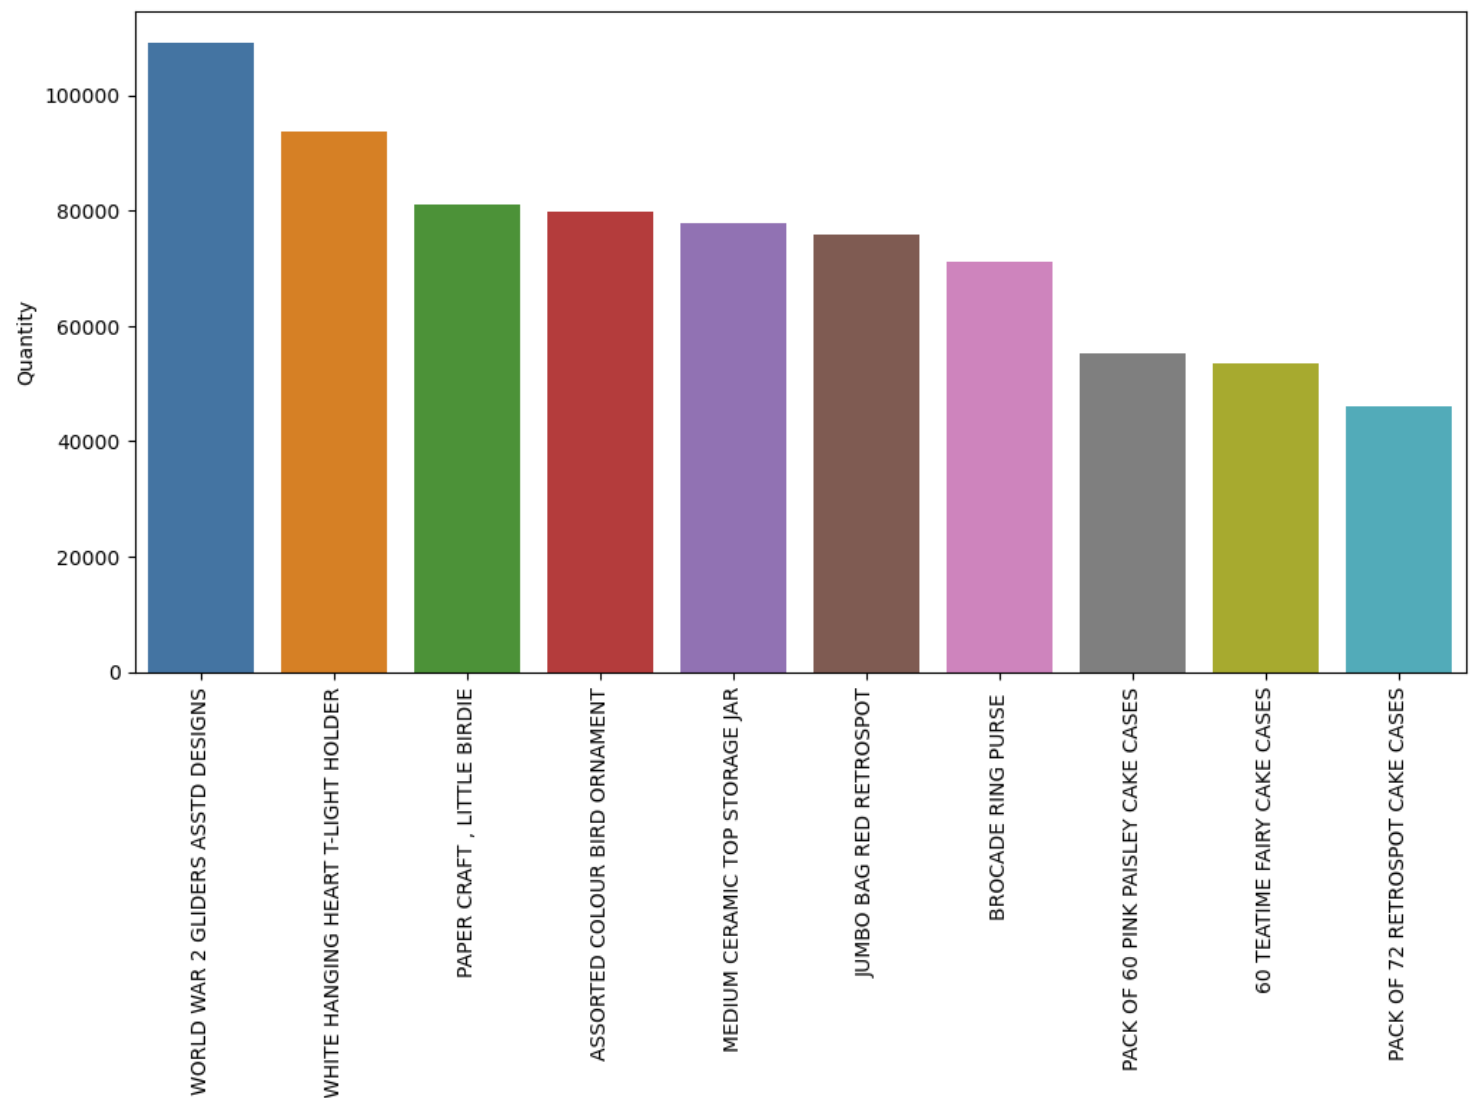 Quantity
100000
80000
60000
40000
20000
0
WORLD WAR 2 GLIDERS ASSTD DESIGNS
WHITE HANGING HEART T-LIGHT HOLDER
PAPER CRAFT , LITTLE BIRDIE
ASSORTED COLOUR BIRD ORNAMENT
MEDIUM CERAMIC TOP STORAGE JAR
JUMBO BAG RED RETROSPOT
BROCADE RING PURSE
PACK OF 60 PINK PAISLEY CAKE CASES
60 TEATIME FAIRY CAKE CASES
PACK OF 72 RETROSPOT CAKE CASES